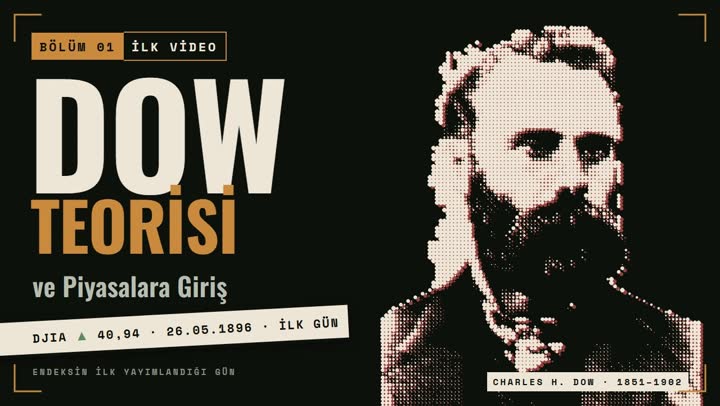 BÖLÜM 01 İLK VİDEO
DOW
TEORİSİ
ve Piyasalara Giriş
DJIA ▲ 40,94 · 26.05.1896 · İLK GÜN
ENDEKSİN İLK YAYIMLANDIĞI GÜN
CHARLES H. DOW · 1851–1902